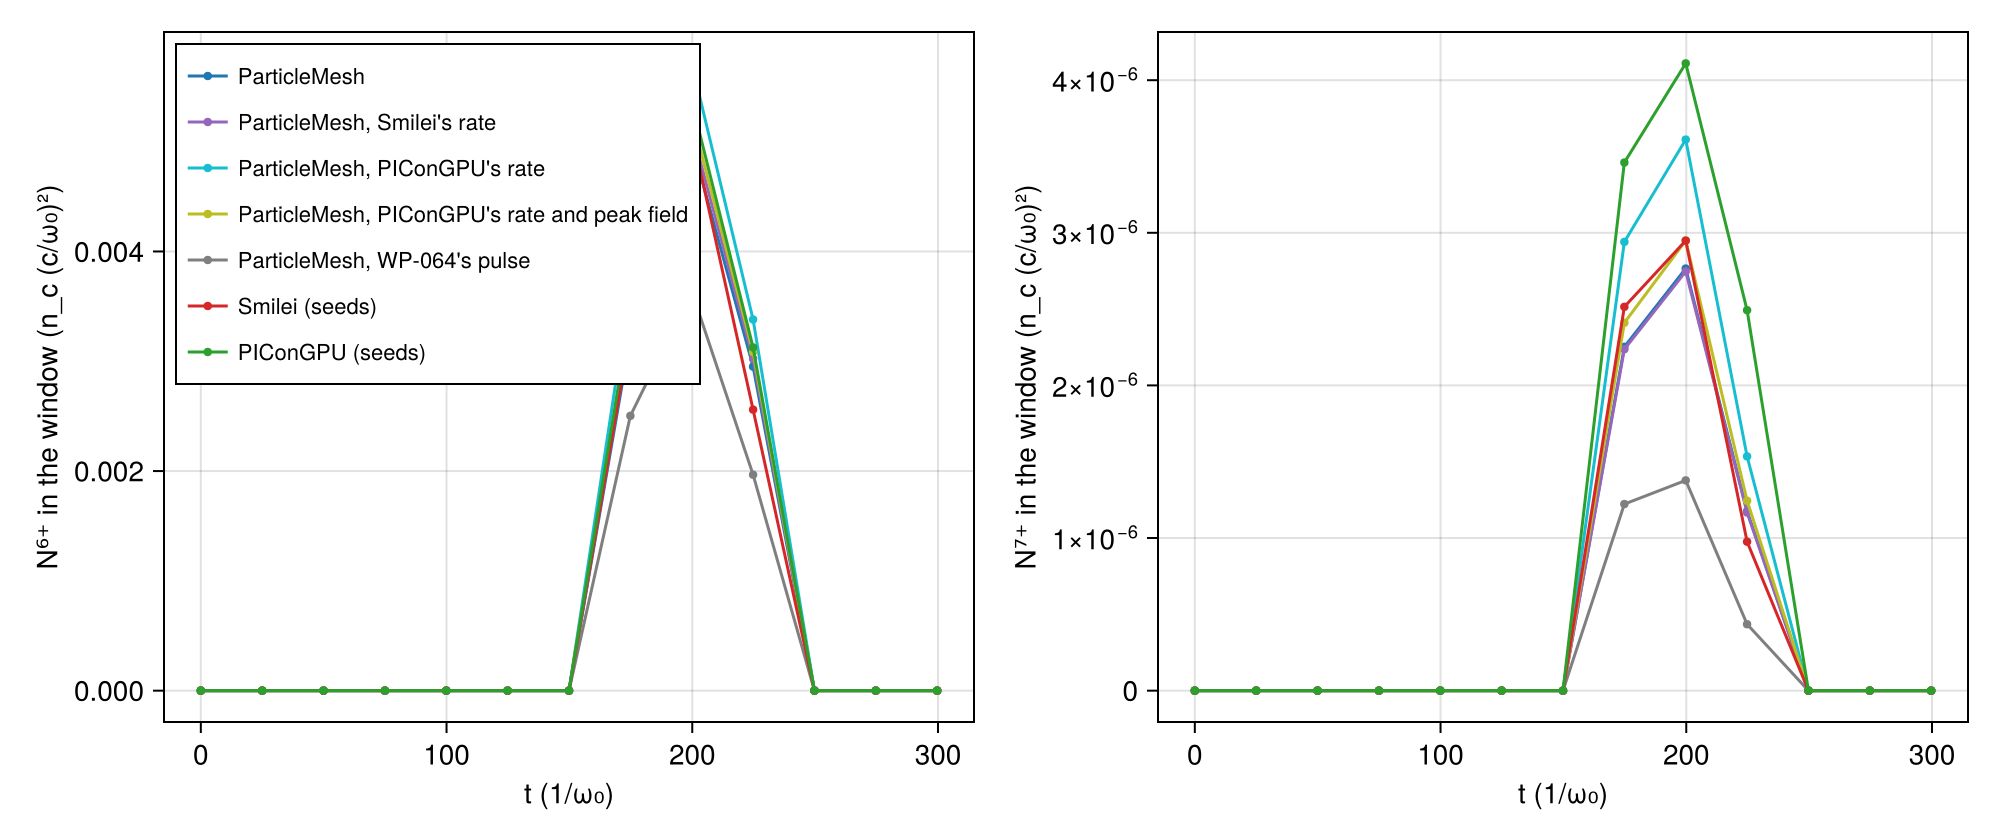 N⁶⁺ in the window (n_c (c/ω₀)²)
0.004
0.002
0.000
ParticleMesh
ParticleMesh, Smilei's rate
ParticleMesh, PIConGPU's rate
ParticleMesh, PIConGPU's rate and peak field
ParticleMesh, WP-064's pulse
Smilei (seeds)
PIConGPU (seeds)
0 100 200 300
t (1/ω₀)
N⁷⁺ in the window (n_c (c/ω₀)²)
4×10⁻⁶
3×10⁻⁶
2×10⁻⁶
1×10⁻⁶
0
0 100 200 300
t (1/ω₀)